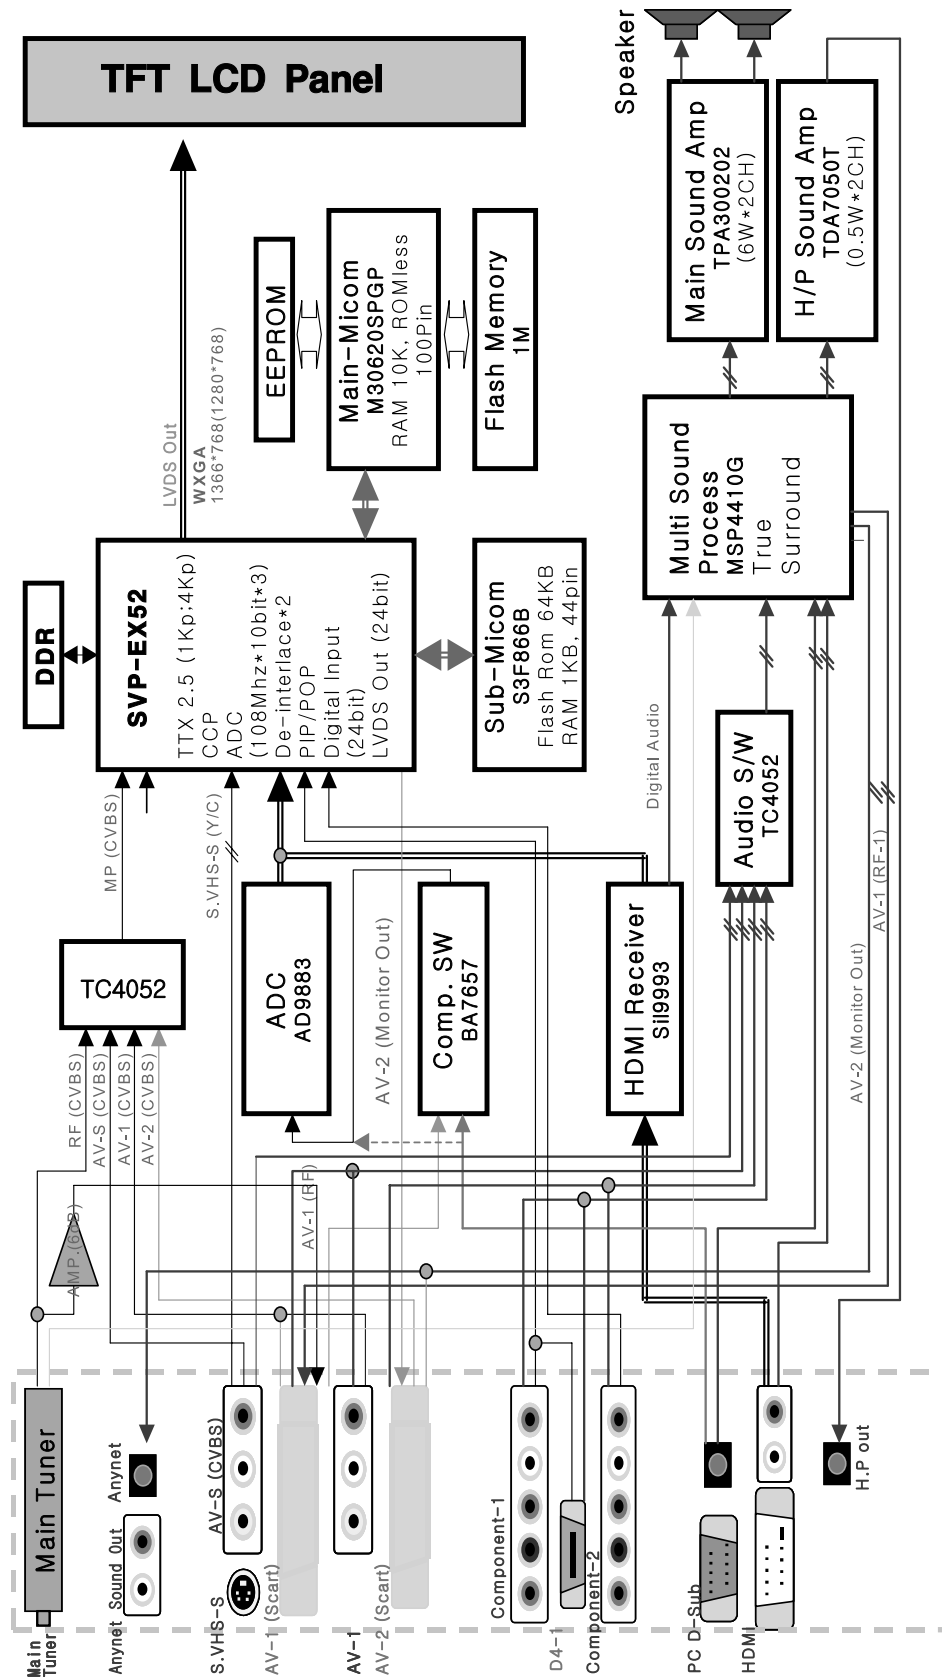 TFT LCD Panel
Speaker
Main Sound Amp
TPA300202
(6W*2CH)
H/P Sound Amp
TDA7050T
(0.5W*2CH)
LVDS Out
WXGA
1366*768(1280*768)
EEPROM
Main-Micom
M30620SPGP
RAM 10K, ROMless
100Pin
Flash Memory
1M
DDR
SVP-EX52
TTX 2.5 (1Kp;4Kp)
CCP
ADC
(108Mhz*10bit*3)
De-interlace*2
PIP/POP
Digital Input
(24bit)
LVDS Out (24bit)
Sub-Micom
S3F866B
Flash Rom 64KB
RAM 1KB, 44pin
Multi Sound
Process
MSP4410G
True
Surround
MP (CVBS)
S.VHS-S (Y/C)
Digital Audio
Audio S/W
TC4052
TC4052
ADC
AD9883
AV-2 (Monitor Out)
Comp. SW
BA7657
HDMI Receiver
SiI9993
AV-2 (Monitor Out)
AV-1 (RF-1)
RF (CVBS)
AV-S (CVBS)
AV-1 (CVBS)
AV-2 (CVBS)
AMP.(6dB)
AV-1 (RF)
Main Tuner
Main
Tuner
Anynet
Anynet Sound Out
AV-S (CVBS)
S.VHS-S
AV-1 (Scart)
AV-1
AV-2 (Scart)
Component-1
D4-1
Component-2
PC D-Sub
HDMI
H.P out